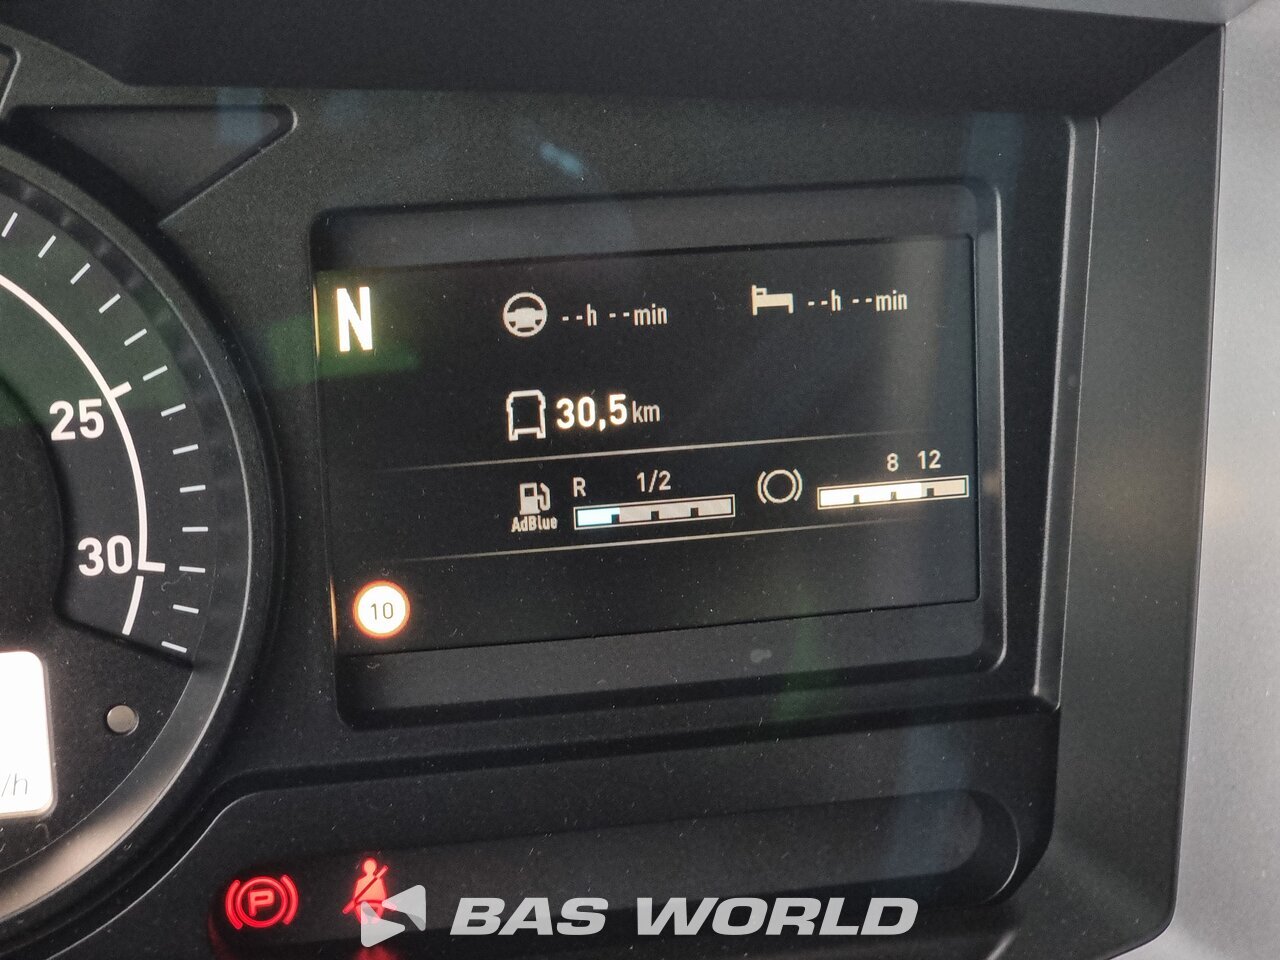 N
--h --min
--h --min
30,5 km
8 12
R 1/2
AdBlue
25
30
10
/h
P
BAS WORLD